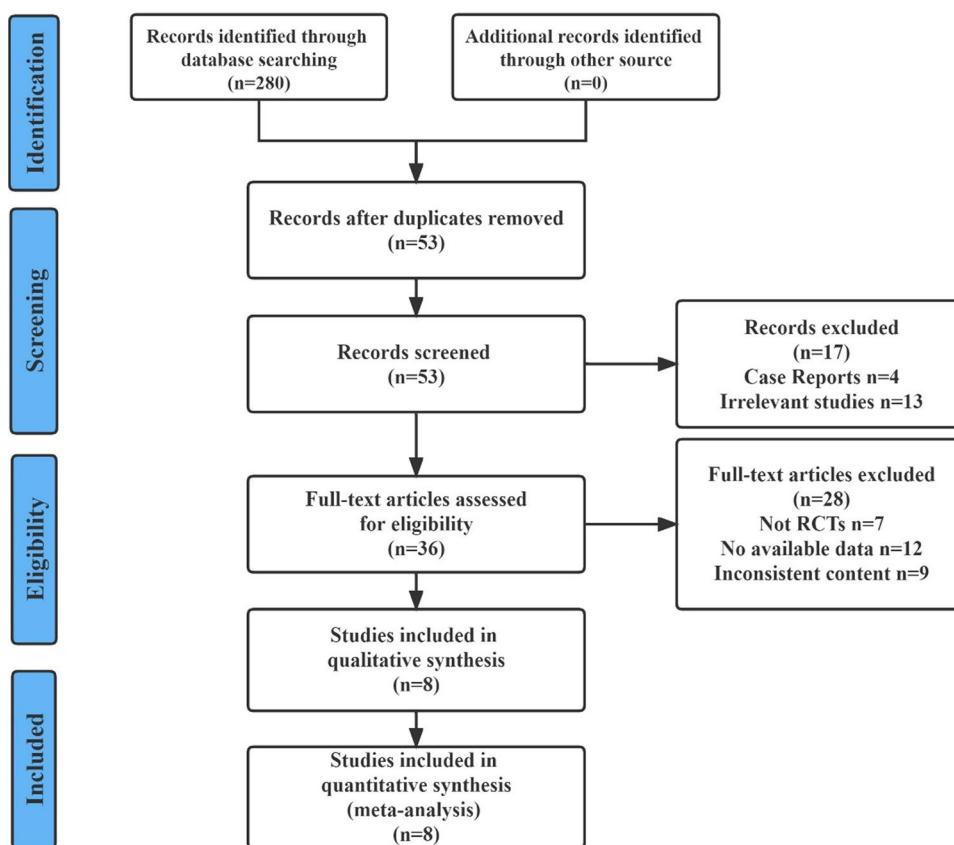 Identification
Records identified through
database searching
(n=280)
Additional records identified
through other source
(n=0)
Records after duplicates removed
(n=53)
Screening
Records screened
(n=53)
Records excluded
(n=17)
Case Reports n=4
Irrelevant studies n=13
Eligibility
Full-text articles assessed
for eligibility
(n=36)
Full-text articles excluded
(n=28)
Not RCTs n=7
No available data n=12
Inconsistent content n=9
Studies included in
qualitative synthesis
(n=8)
Included
Studies included in
quantitative synthesis
(meta-analysis)
(n=8)